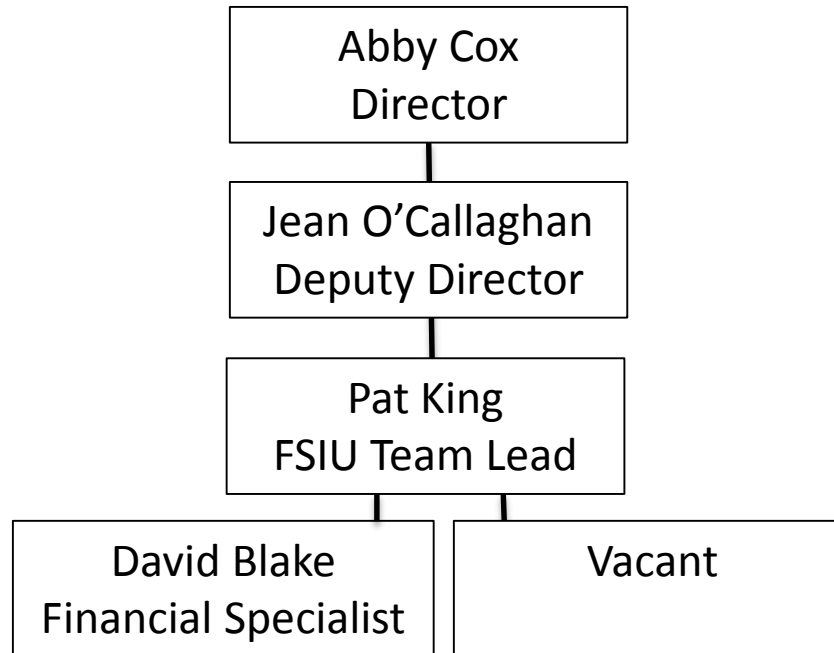 Abby Cox
Director
Jean O’Callaghan
Deputy Director
Pat King
FSIU Team Lead
David Blake
Financial Specialist
Vacant